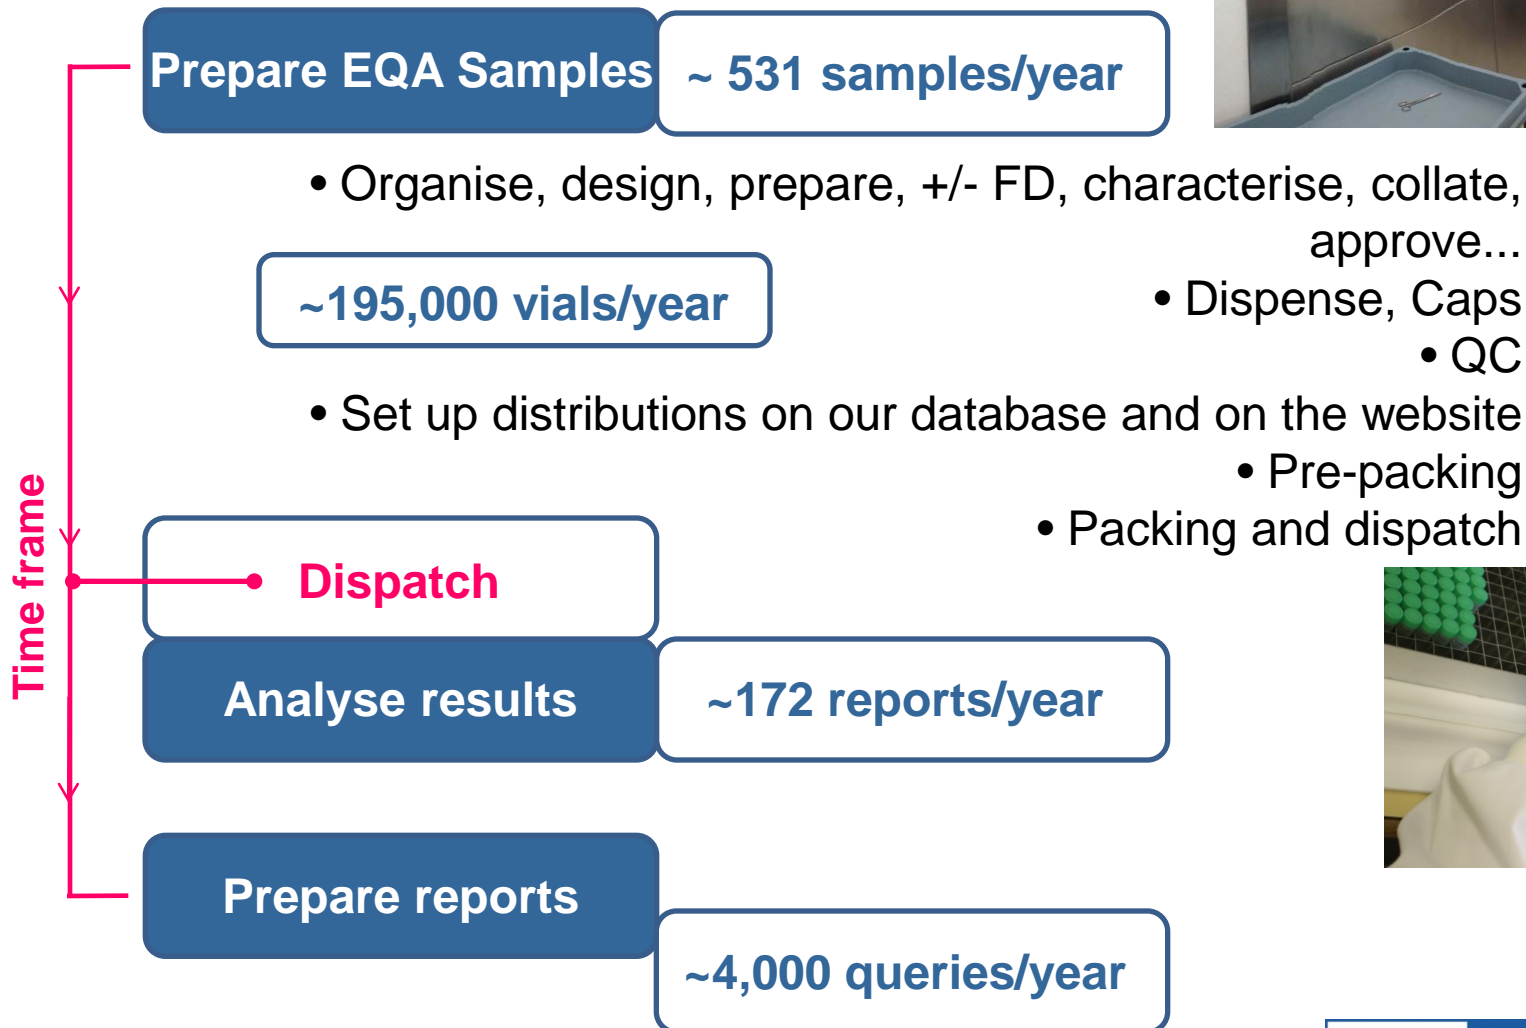 Prepare EQA Samples
~ 531 samples/year
• Organise, design, prepare, +/- FD, characterise, collate,
approve...
~195,000 vials/year
• Dispense, Caps
• QC
• Set up distributions on our database and on the website
• Pre-packing
• Packing and dispatch
Time frame
Dispatch
Analyse results
~172 reports/year
Prepare reports
~4,000 queries/year